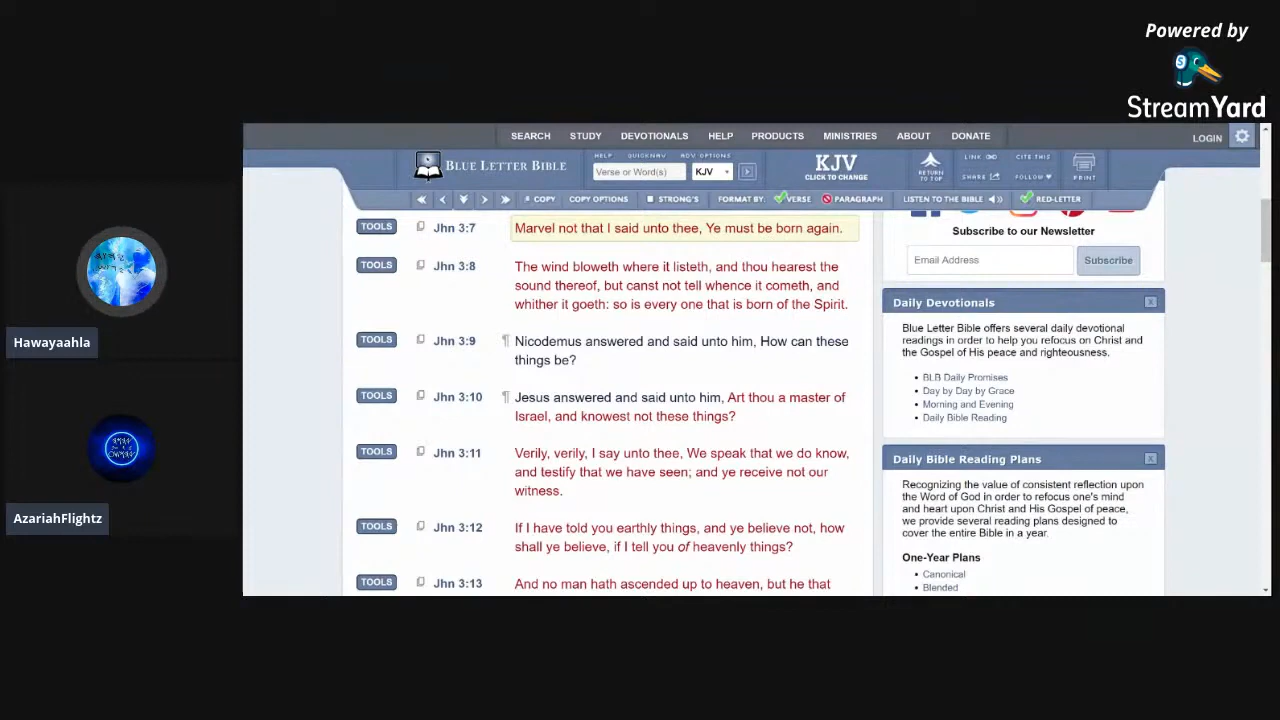 Powered by
StreamYard
SEARCH STUDY DEVOTIONALS HELP PRODUCTS MINISTRIES ABOUT DONATE
LOGIN
BLUE LETTER BIBLE
HELP QUICKNAV ADV OPTIONS
Verse or Word(s) KJV
KJV
CLICK TO CHANGE
RETURN TO TOP
LINK CITE THIS
SHARE FOLLOW PRINT
COPY COPY OPTIONS STRONG'S FORMAT BY: VERSE PARAGRAPH LISTEN TO THE BIBLE RED-LETTER
TOOLS Jhn 3:7 Marvel not that I said unto thee, Ye must be born again.
TOOLS Jhn 3:8 The wind bloweth where it listeth, and thou hearest the
sound thereof, but canst not tell whence it cometh, and
whither it goeth: so is every one that is born of the Spirit.
TOOLS Jhn 3:9 ¶ Nicodemus answered and said unto him, How can these
things be?
TOOLS Jhn 3:10 ¶ Jesus answered and said unto him, Art thou a master of
Israel, and knowest not these things?
TOOLS Jhn 3:11 Verily, verily, I say unto thee, We speak that we do know,
and testify that we have seen; and ye receive not our
witness.
TOOLS Jhn 3:12 If I have told you earthly things, and ye believe not, how
shall ye believe, if I tell you of heavenly things?
TOOLS Jhn 3:13 And no man hath ascended up to heaven, but he that
Subscribe to our Newsletter
Email Address Subscribe
Daily Devotionals
Blue Letter Bible offers several daily devotional
readings in order to help you refocus on Christ and
the Gospel of His peace and righteousness.
• BLB Daily Promises
• Day by Day by Grace
• Morning and Evening
• Daily Bible Reading
Daily Bible Reading Plans
Recognizing the value of consistent reflection upon
the Word of God in order to refocus one's mind
and heart upon Christ and His Gospel of peace,
we provide several reading plans designed to
cover the entire Bible in a year.
One-Year Plans
• Canonical
• Blended
Hawayaahla
AzariahFlightz